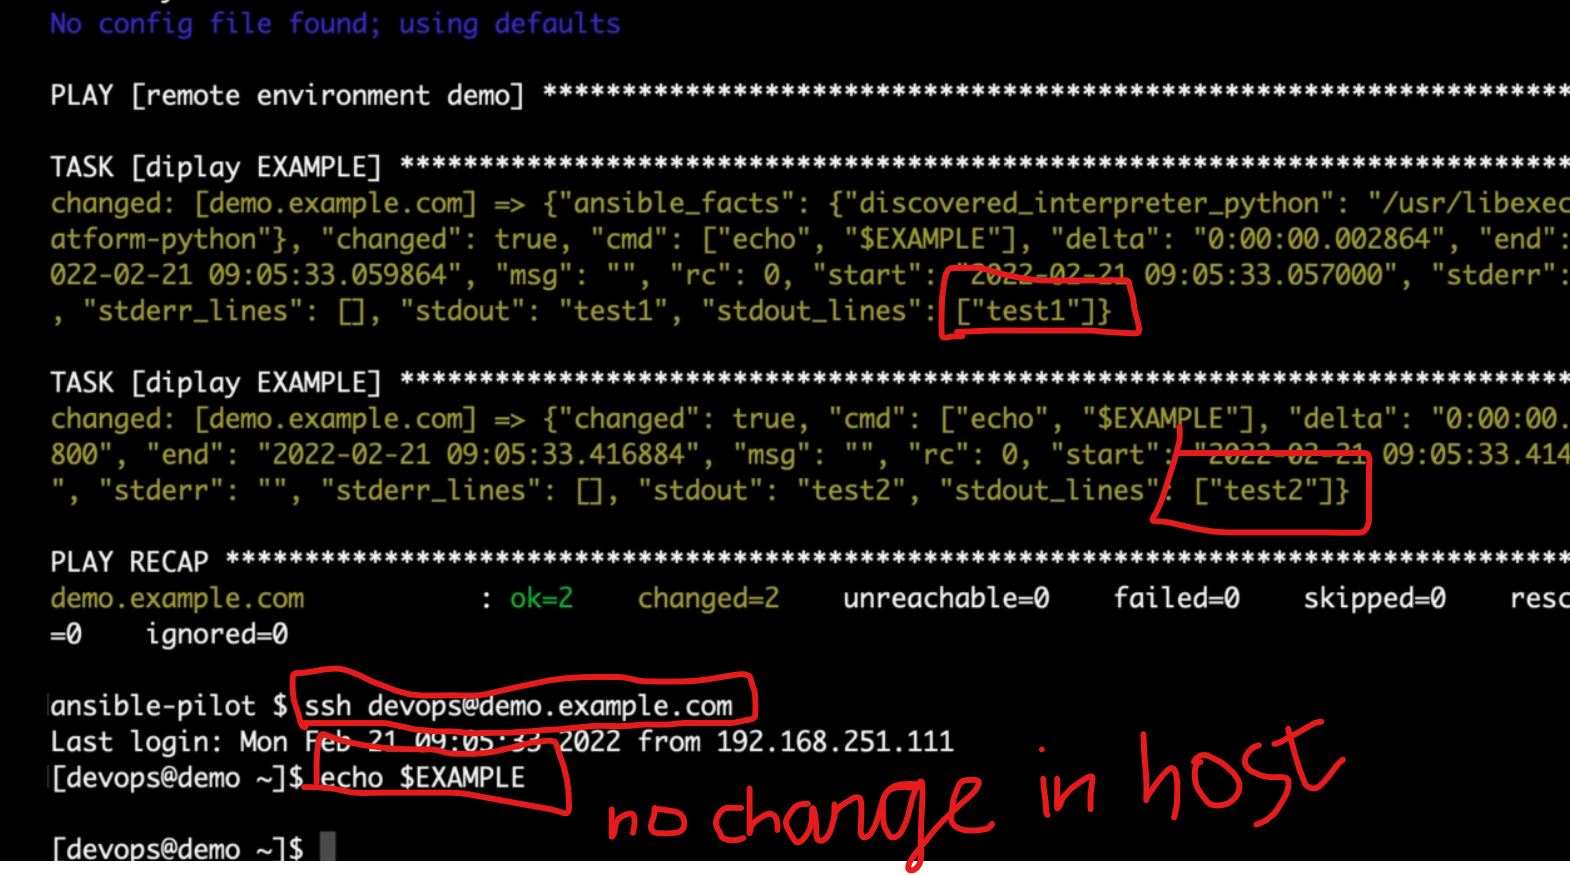 No config file found; using defaults
PLAY [remote environment demo] *********************************************************************
TASK [diplay EXAMPLE] ******************************************************************************
changed: [demo.example.com] => {"ansible_facts": {"discovered_interpreter_python": "/usr/libexec
atform-python"}, "changed": true, "cmd": ["echo", "$EXAMPLE"], "delta": "0:00:00.002864", "end":
022-02-21 09:05:33.059864", "msg": "", "rc": 0, "start": "2022-02-21 09:05:33.057000", "stderr":
, "stderr_lines": [], "stdout": "test1", "stdout_lines": ["test1"]}
TASK [diplay EXAMPLE] ******************************************************************************
changed: [demo.example.com] => {"changed": true, "cmd": ["echo", "$EXAMPLE"], "delta": "0:00:00.
800", "end": "2022-02-21 09:05:33.416884", "msg": "", "rc": 0, "start": "2022-02-21 09:05:33.414
", "stderr": "", "stderr_lines": [], "stdout": "test2", "stdout_lines": ["test2"]}
PLAY RECAP *****************************************************************************************
demo.example.com : ok=2 changed=2 unreachable=0 failed=0 skipped=0 resc
=0 ignored=0
ansible-pilot $ ssh devops@demo.example.com
Last login: Mon Feb 21 09:05:33 2022 from 192.168.251.111
[devops@demo ~]$ echo $EXAMPLE
no change in host
[devops@demo ~]$